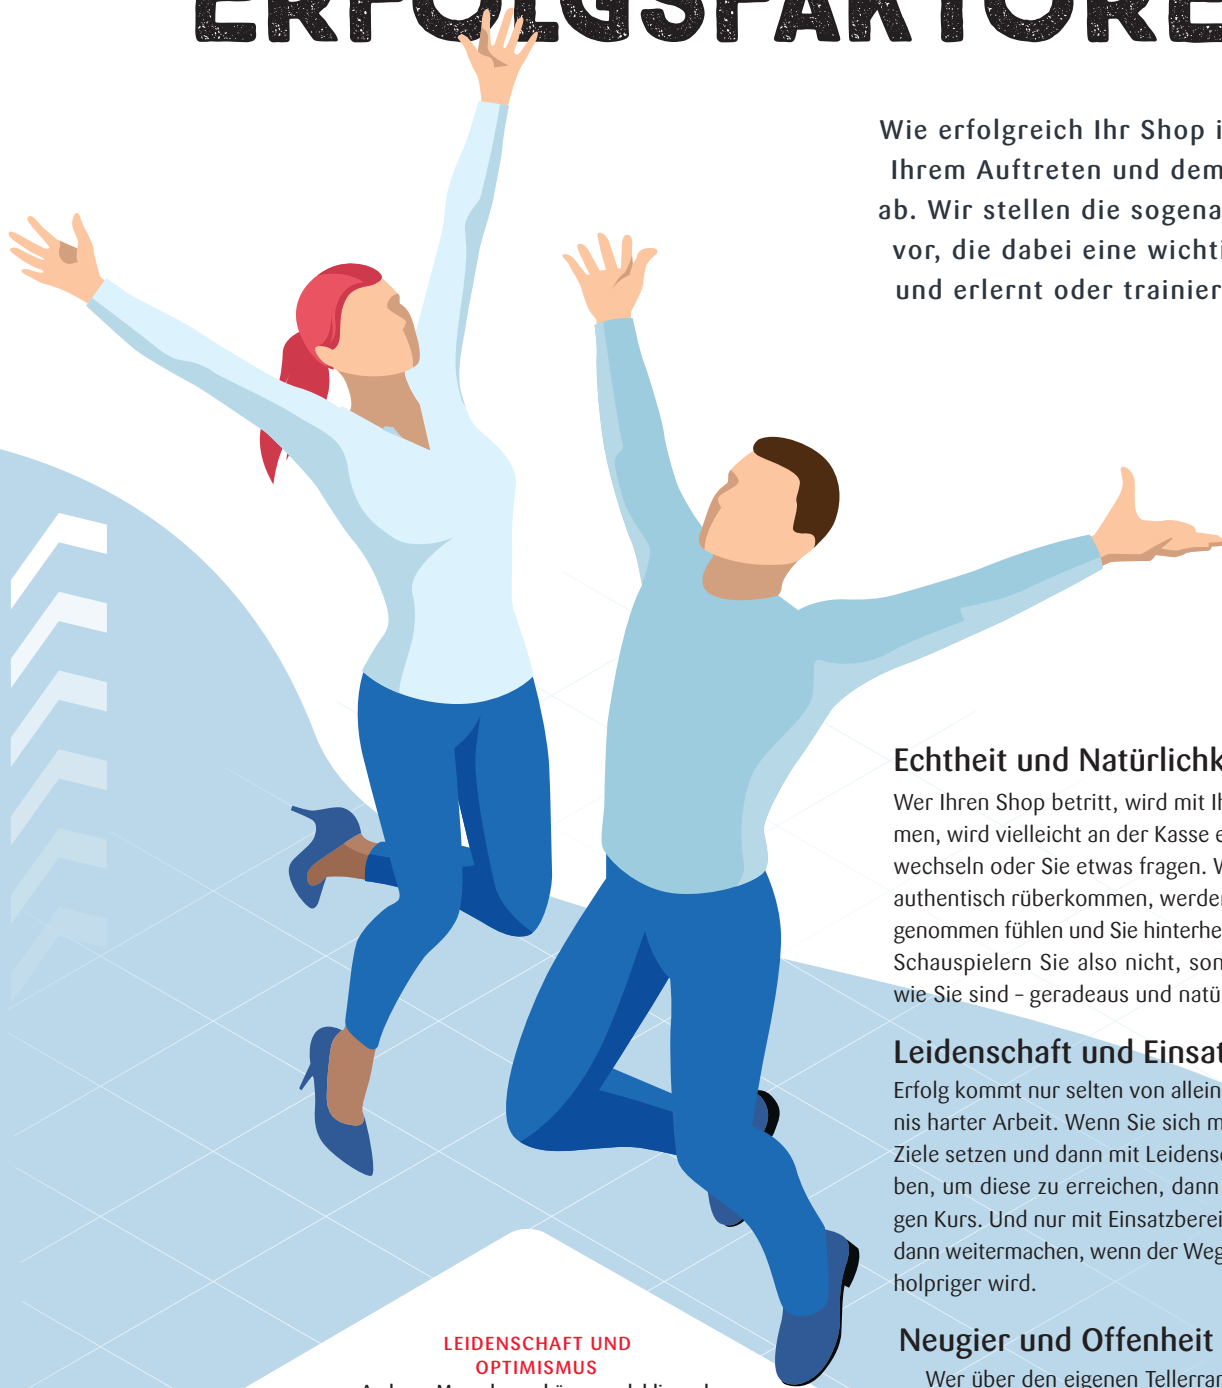 ERFOLGSFAKTORE
Wie erfolgreich Ihr Shop i
Ihrem Auftreten und dem
ab. Wir stellen die sogena
vor, die dabei eine wichti
und erlernt oder trainier
Echtheit und Natürlichk
Wer Ihren Shop betritt, wird mit Ih
men, wird vielleicht an der Kasse e
wechseln oder Sie etwas fragen. W
authentisch rüberkommen, werder
genommen fühlen und Sie hinterhe
Schauspielern Sie also nicht, son
wie Sie sind – geradeaus und natü
Leidenschaft und Einsat
Erfolg kommt nur selten von allein
nis harter Arbeit. Wenn Sie sich m
Ziele setzen und dann mit Leidensc
ben, um diese zu erreichen, dann
gen Kurs. Und nur mit Einsatzberei
dann weitermachen, wenn der Weg
holpriger wird.
Neugier und Offenheit
Wer über den eigenen Tellerran
LEIDENSCHAFT UND
OPTIMISMUS